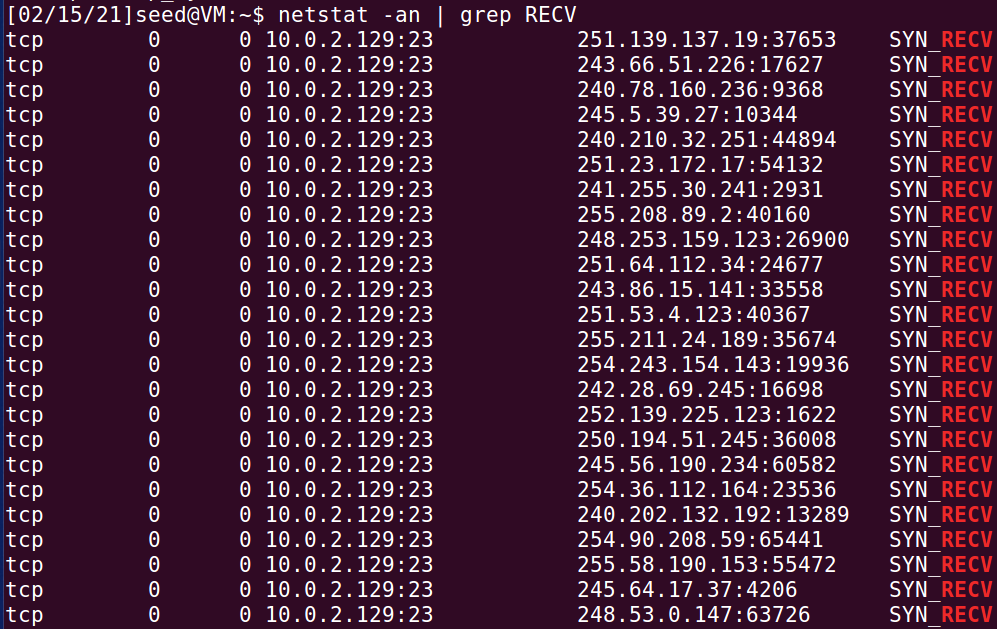 [02/15/21]seed@VM:~$ netstat -an | grep RECV
tcp 0 0 10.0.2.129:23 251.139.137.19:37653 SYN_RECV
tcp 0 0 10.0.2.129:23 243.66.51.226:17627 SYN_RECV
tcp 0 0 10.0.2.129:23 240.78.160.236:9368 SYN_RECV
tcp 0 0 10.0.2.129:23 245.5.39.27:10344 SYN_RECV
tcp 0 0 10.0.2.129:23 240.210.32.251:44894 SYN_RECV
tcp 0 0 10.0.2.129:23 251.23.172.17:54132 SYN_RECV
tcp 0 0 10.0.2.129:23 241.255.30.241:2931 SYN_RECV
tcp 0 0 10.0.2.129:23 255.208.89.2:40160 SYN_RECV
tcp 0 0 10.0.2.129:23 248.253.159.123:26900 SYN_RECV
tcp 0 0 10.0.2.129:23 251.64.112.34:24677 SYN_RECV
tcp 0 0 10.0.2.129:23 243.86.15.141:33558 SYN_RECV
tcp 0 0 10.0.2.129:23 251.53.4.123:40367 SYN_RECV
tcp 0 0 10.0.2.129:23 255.211.24.189:35674 SYN_RECV
tcp 0 0 10.0.2.129:23 254.243.154.143:19936 SYN_RECV
tcp 0 0 10.0.2.129:23 242.28.69.245:16698 SYN_RECV
tcp 0 0 10.0.2.129:23 252.139.225.123:1622 SYN_RECV
tcp 0 0 10.0.2.129:23 250.194.51.245:36008 SYN_RECV
tcp 0 0 10.0.2.129:23 245.56.190.234:60582 SYN_RECV
tcp 0 0 10.0.2.129:23 254.36.112.164:23536 SYN_RECV
tcp 0 0 10.0.2.129:23 240.202.132.192:13289 SYN_RECV
tcp 0 0 10.0.2.129:23 254.90.208.59:65441 SYN_RECV
tcp 0 0 10.0.2.129:23 255.58.190.153:55472 SYN_RECV
tcp 0 0 10.0.2.129:23 245.64.17.37:4206 SYN_RECV
tcp 0 0 10.0.2.129:23 248.53.0.147:63726 SYN_RECV